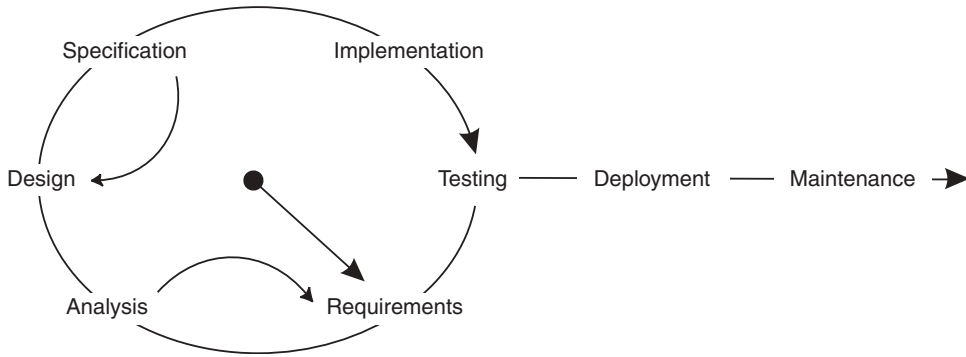 Specification
Implementation
Design
Testing
Deployment
Maintenance
Analysis
Requirements